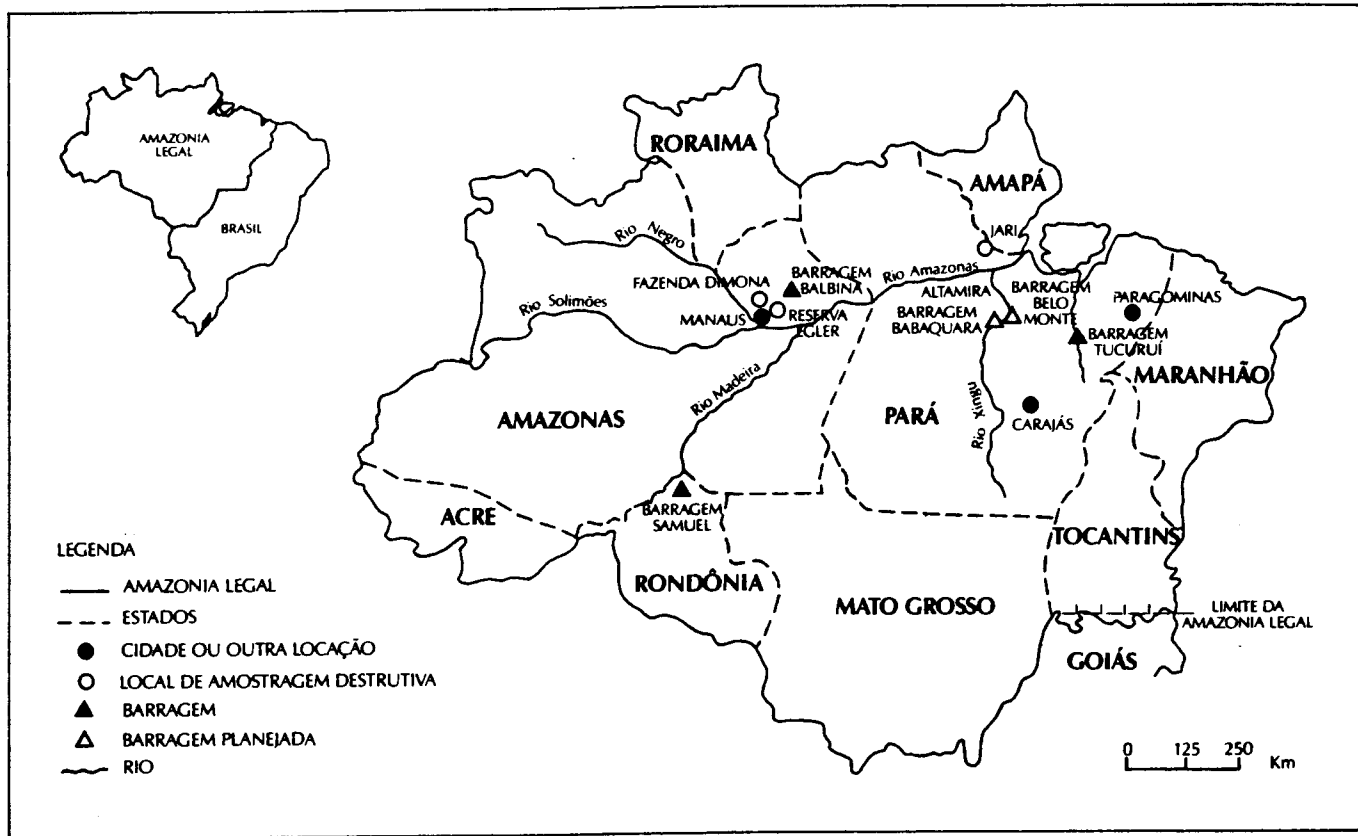 AMAZONIA
LEGAL
BRASIL
RORAIMA
AMAPÁ
JARI
Rio Negro
Rio Amazonas
FAZENDA DIMONA
BARRAGEM
BALBINA
Rio Solimões
MANAUS
RESERVA
EGLER
ALTAMIRA
BARRAGEM
BABAQUARA
BARRAGEM
BELO
MONTE
PARAGOMINAS
BARRAGEM
TUCURUÍ
MARANHÃO
Rio Madeira
AMAZONAS
PARÁ
Rio Xingu
CARAJÁS
ACRE
BARRAGEM
SAMUEL
TOCANTINS
RONDÔNIA
MATO GROSSO
LIMITE DA
AMAZONIA LEGAL
GOIÁS
LEGENDA
AMAZONIA LEGAL
ESTADOS
CIDADE OU OUTRA LOCAÇÃO
LOCAL DE AMOSTRAGEM DESTRUTIVA
BARRAGEM
BARRAGEM PLANEJADA
RIO
0 125 250 Km